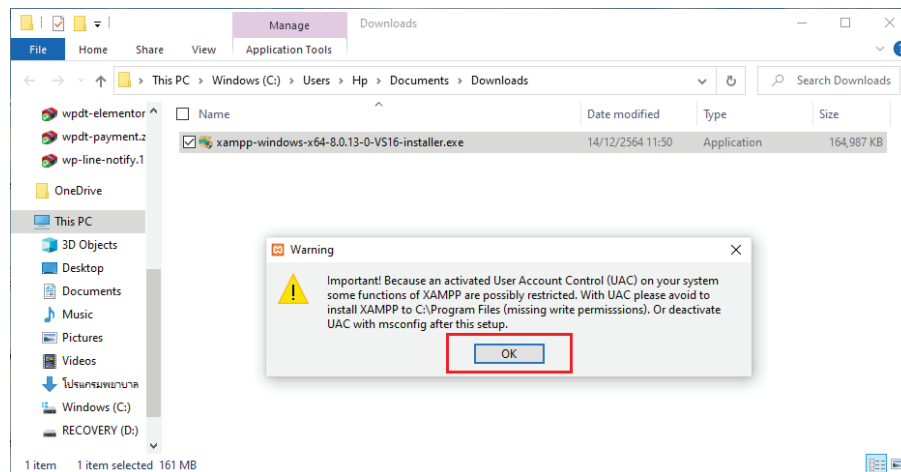 Manage
Downloads
File
Home
Share
View
Application Tools
This PC > Windows (C:) > Users > Hp > Documents > Downloads
Search Downloads
wpdt-elementor
wpdt-payment.z
wp-line-notify.1
OneDrive
This PC
3D Objects
Desktop
Documents
Music
Pictures
Videos
โปรแกรมพยาบาล
Windows (C:)
RECOVERY (D:)
Name
Date modified
Type
Size
xampp-windows-x64-8.0.13-0-VS16-installer.exe
14/12/2564 11:50
Application
164,987 KB
Warning
Important! Because an activated User Account Control (UAC) on your system
some functions of XAMPP are possibly restricted. With UAC please avoid to
install XAMPP to C:\Program Files (missing write permisssions). Or deactivate
UAC with msconfig after this setup.
OK
1 item
1 item selected 161 MB